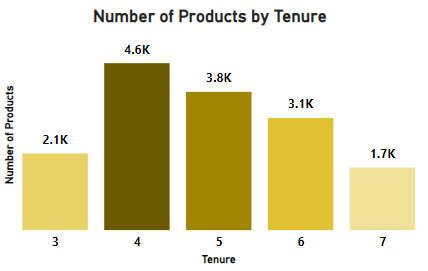 Number of Products by Tenure
4.6K
3.8K
3.1K
2.1K
1.7K
Number of Products
3 4 5 6 7
Tenure